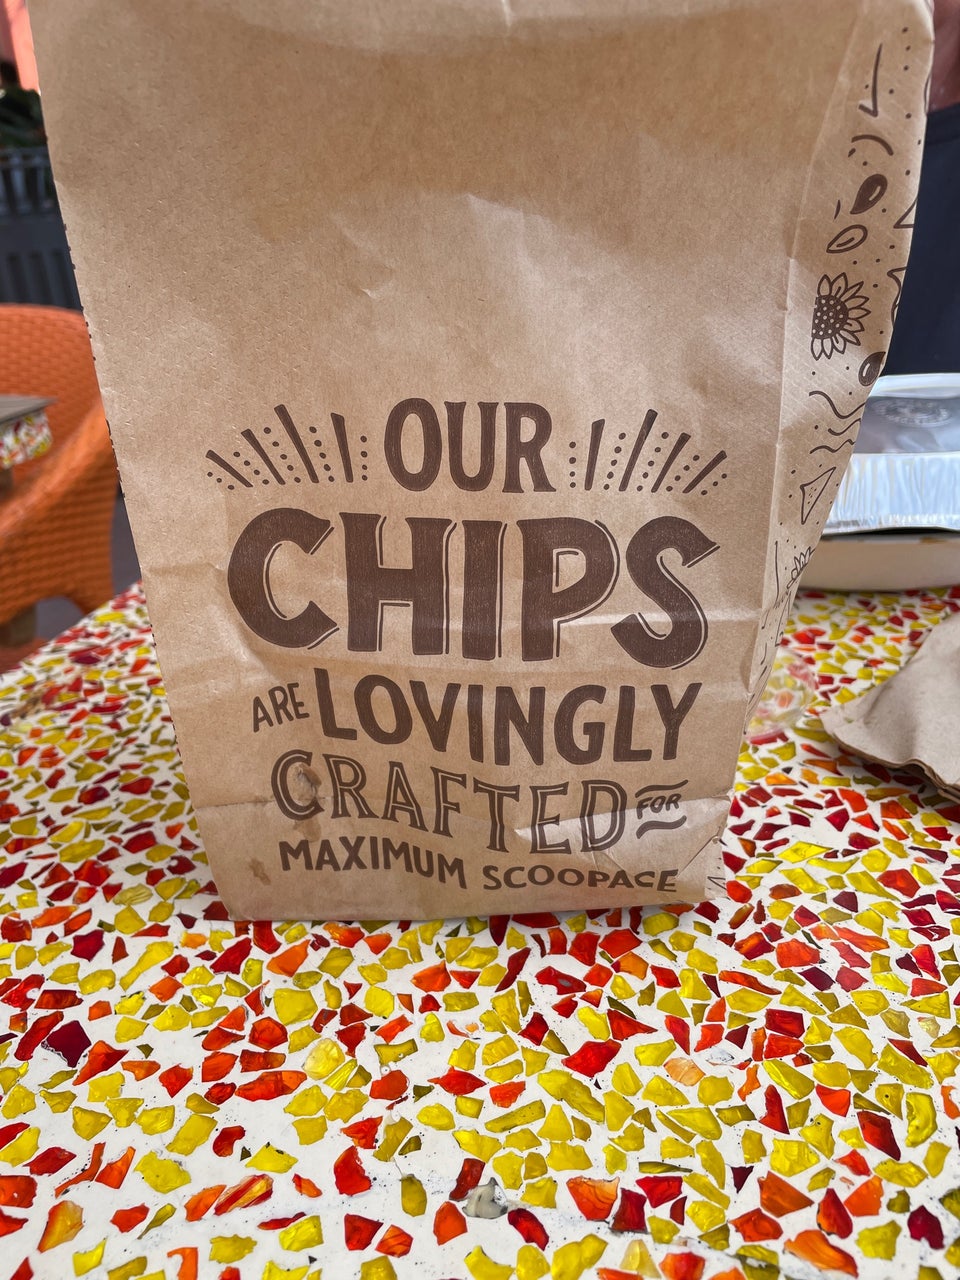 OUR
CHIPS
ARE LOVINGLY
CRAFTED FOR
MAXIMUM SCOOPAGE